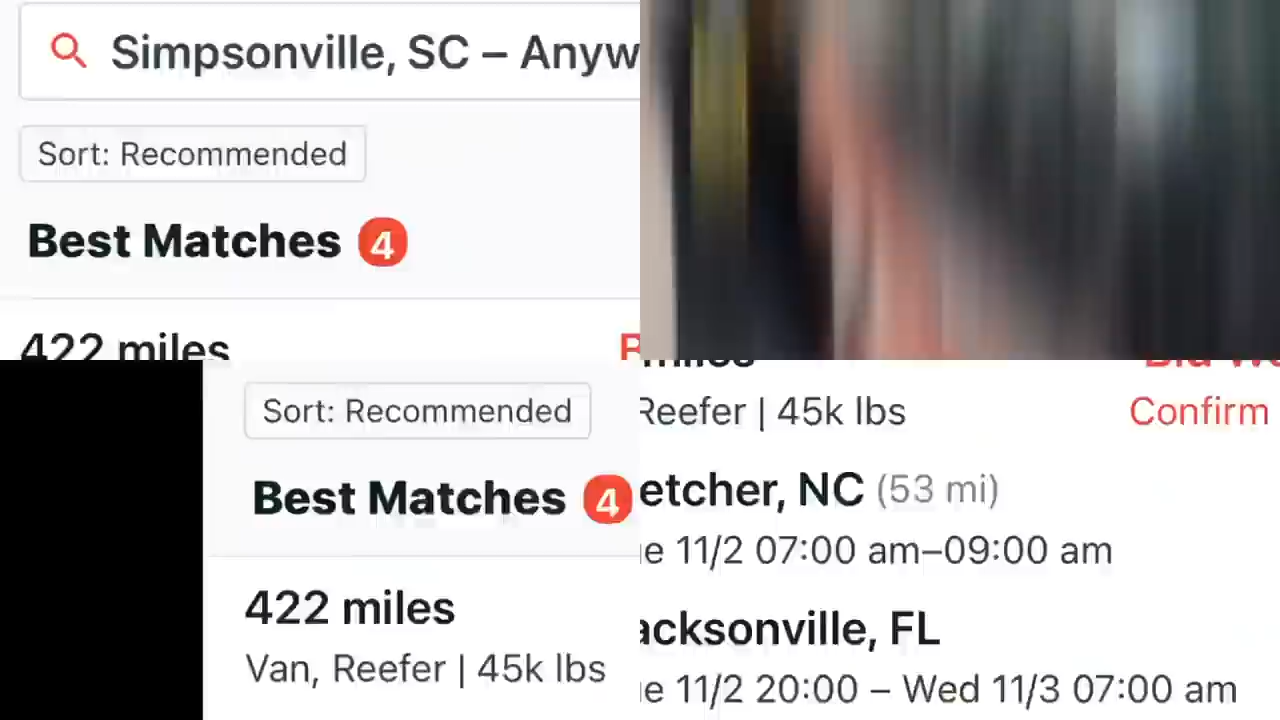 Simpsonville, SC – Anyw
Sort: Recommended
Best Matches 4
422 miles
Sort: Recommended
Best Matches 4
422 miles
Van, Reefer | 45k lbs
miles
Reefer | 45k lbs
Confirm
etcher, NC (53 mi)
e 11/2 07:00 am–09:00 am
acksonville, FL
e 11/2 20:00 – Wed 11/3 07:00 am